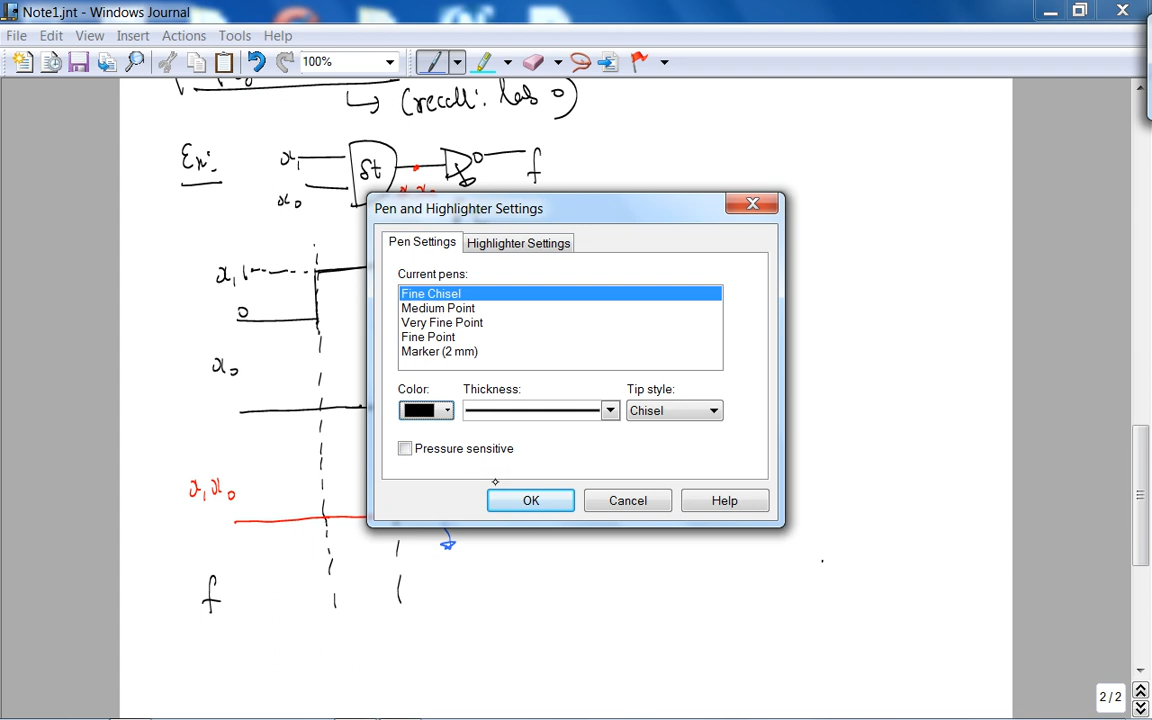 Note1.jnt - Windows Journal
File Edit View Insert Actions Tools Help
100%
(recall: lab 0)
Ex:
x1
δt
f
x0
Pen and Highlighter Settings
Pen Settings Highlighter Settings
Current pens:
Fine Chisel
Medium Point
Very Fine Point
Fine Point
Marker (2 mm)
Color: Thickness: Tip style:
Chisel
Pressure sensitive
OK Cancel Help
x1 1
0
x0
x1x0
f
2 / 2